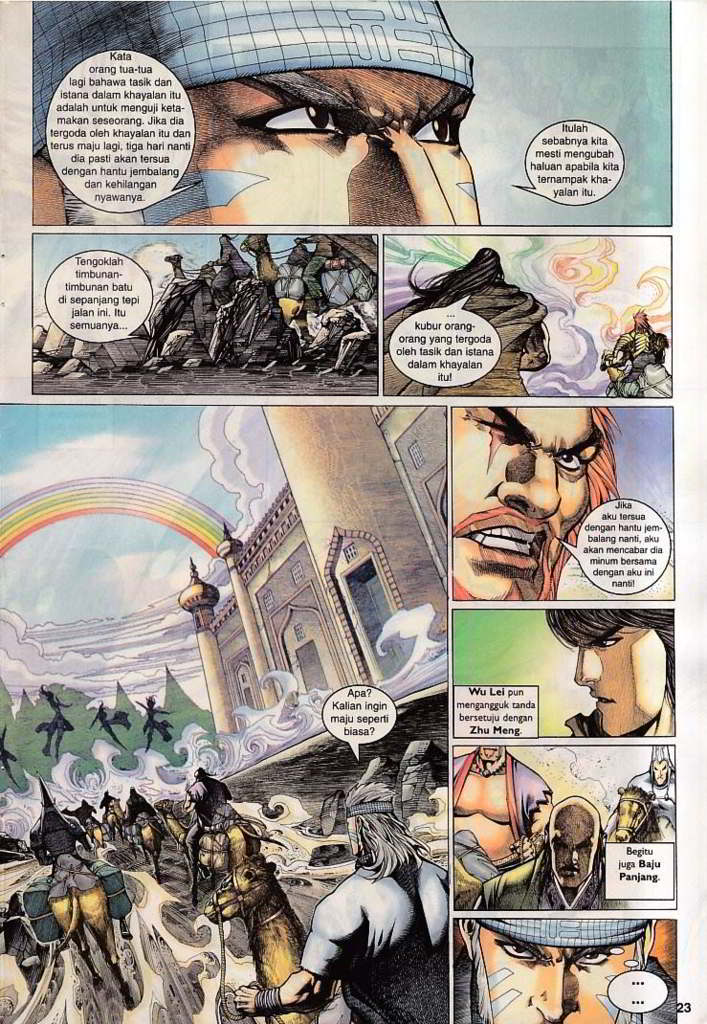 Kata
orang tua-tua
lagi bahawa tasik dan
istana dalam khayalan itu
adalah untuk menguji keta-
makan seseorang. Jika dia
tergoda oleh khayalan itu dan
terus maju lagi, tiga hari nanti
dia pasti akan tersua
dengan hantu jembalang
dan kehilangan
nyawanya.
Itulah
sebabnya kita
mesti mengubah
haluan apabila kita
ternampak kha-
yalan itu.
Tengoklah
timbunan-
timbunan batu
di sepanjang tepi
jalan ini. Itu
semuanya...
...
kubur orang-
orang yang tergoda
oleh tasik dan istana
dalam khayalan
itu!
Jika
aku tersua
dengan hantu jem-
balang nanti, aku
akan mencabar dia
minum bersama
dengan aku ini
nanti!
Apa?
Kalian ingin
maju seperti
biasa?
Wu Lei pun
mengangguk tanda
bersetuju dengan
Zhu Meng.
Begitu
juga Baju
Panjang.
...
...
23